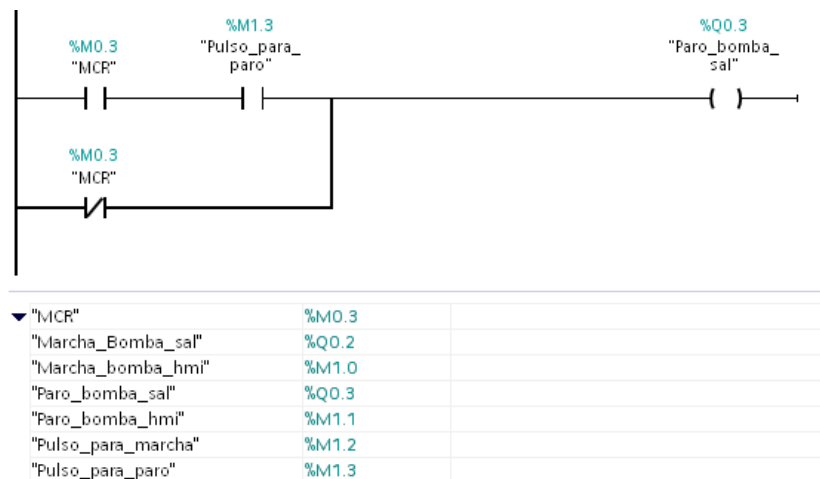 %M1.3
"Pulso_para_
paro"
%Q0.3
"Paro_bomba_
sal"
%M0.3
"MCR"
%M0.3
"MCR"
"MCR" %M0.3
"Marcha_Bomba_sal" %Q0.2
"Marcha_bomba_hmi" %M1.0
"Paro_bomba_sal" %Q0.3
"Paro_bomba_hmi" %M1.1
"Pulso_para_marcha" %M1.2
"Pulso_para_paro" %M1.3